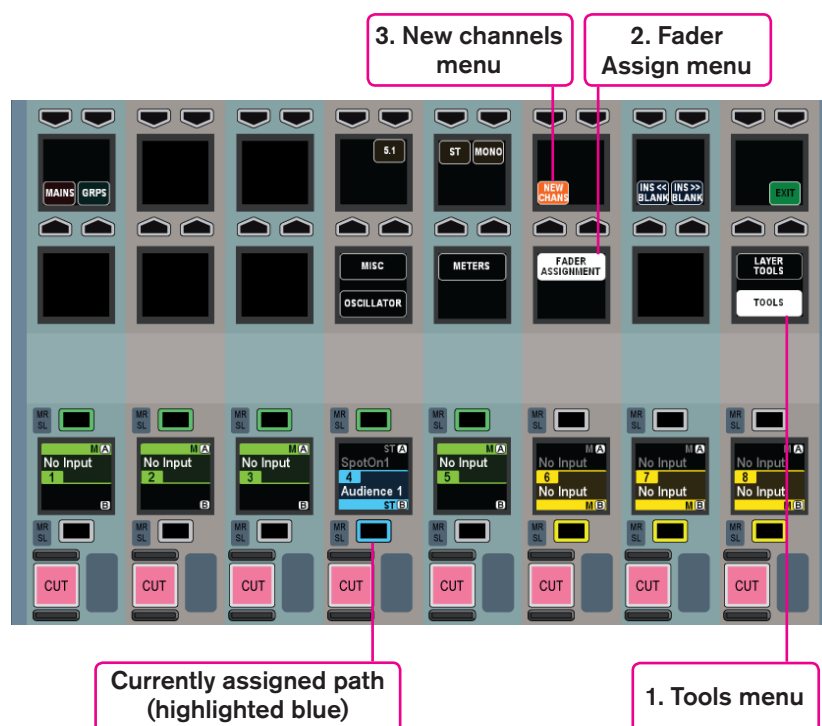 3. New channels
menu
2. Fader
Assign menu
5.1
ST MONO
MAINS GRPS
NEW
CHANS
INS << INS >>
BLANK BLANK
EXIT
MISC
METERS
FADER
ASSIGNMENT
LAYER
TOOLS
OSCILLATOR
TOOLS
MR MR MR MR MR MR MR MR
SL SL SL SL SL SL SL SL
M A M A M A ST A M A M A M A M A
No Input No Input No Input SpotOn1 No Input No Input No Input No Input
1 2 3 4 5 6 7 8
Audience 1 No Input No Input No Input
B B B ST B B M B M B M B
MR MR MR MR MR MR MR MR
SL SL SL SL SL SL SL SL
CUT CUT CUT CUT CUT CUT CUT CUT
Currently assigned path
(highlighted blue)
1. Tools menu